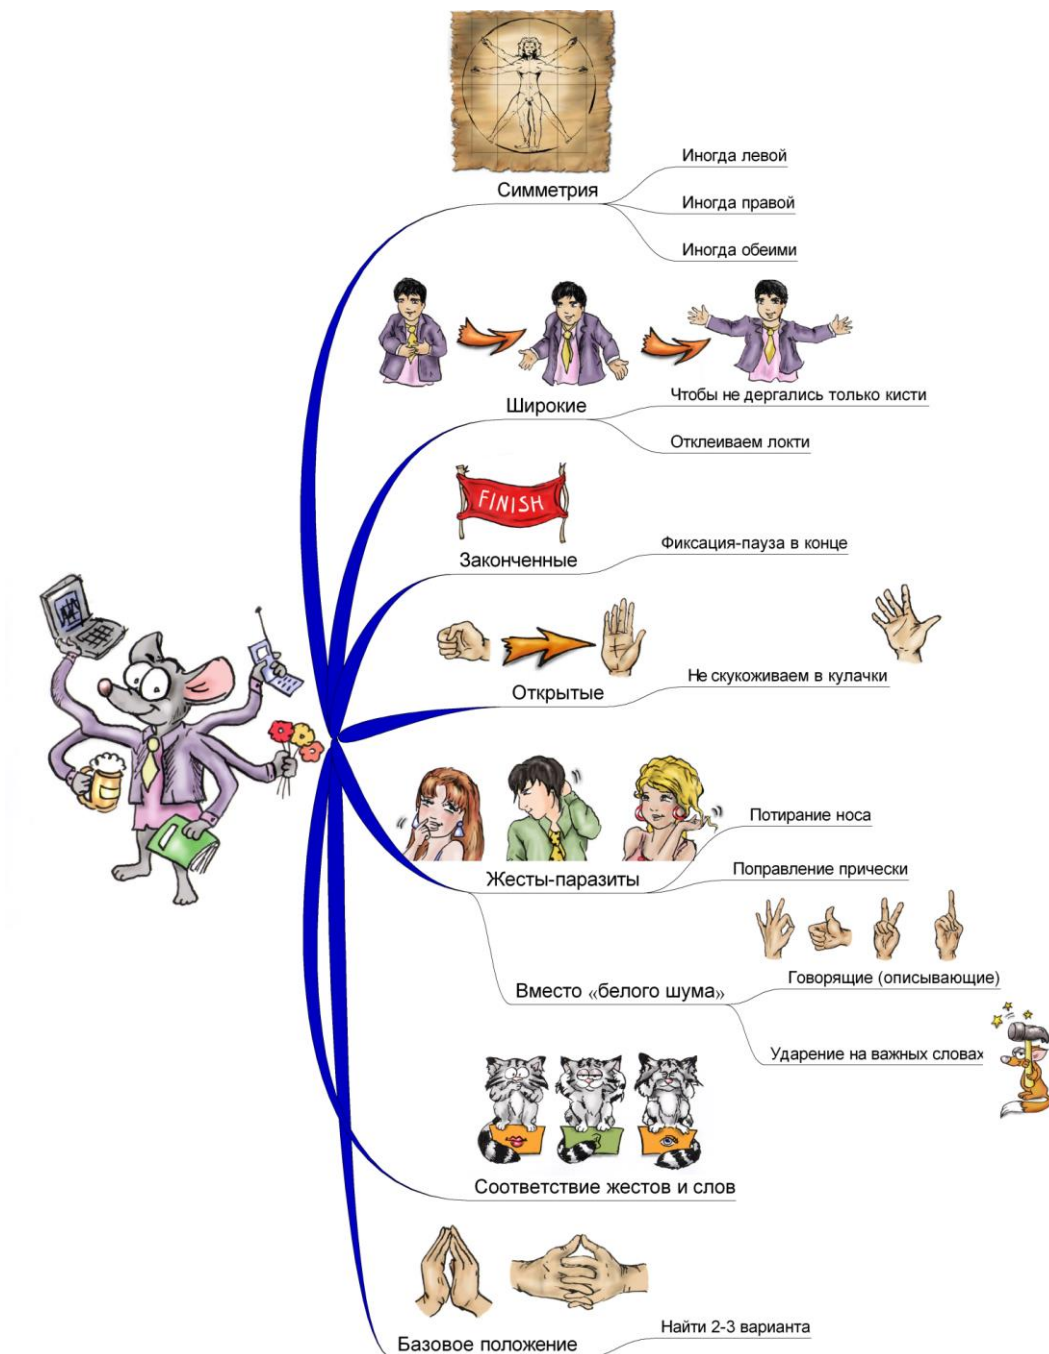 Симметрия
Иногда левой
Иногда правой
Иногда обеими
Широкие
Чтобы не дергались только кисти
Отклеиваем локти
FINISH
Законченные
Фиксация-пауза в конце
Открытые
Не скукоживаем в кулачки
Жесты-паразиты
Потирание носа
Поправление прически
Вместо «белого шума»
Говорящие (описывающие)
Ударение на важных словах
Соответствие жестов и слов
Базовое положение
Найти 2-3 варианта